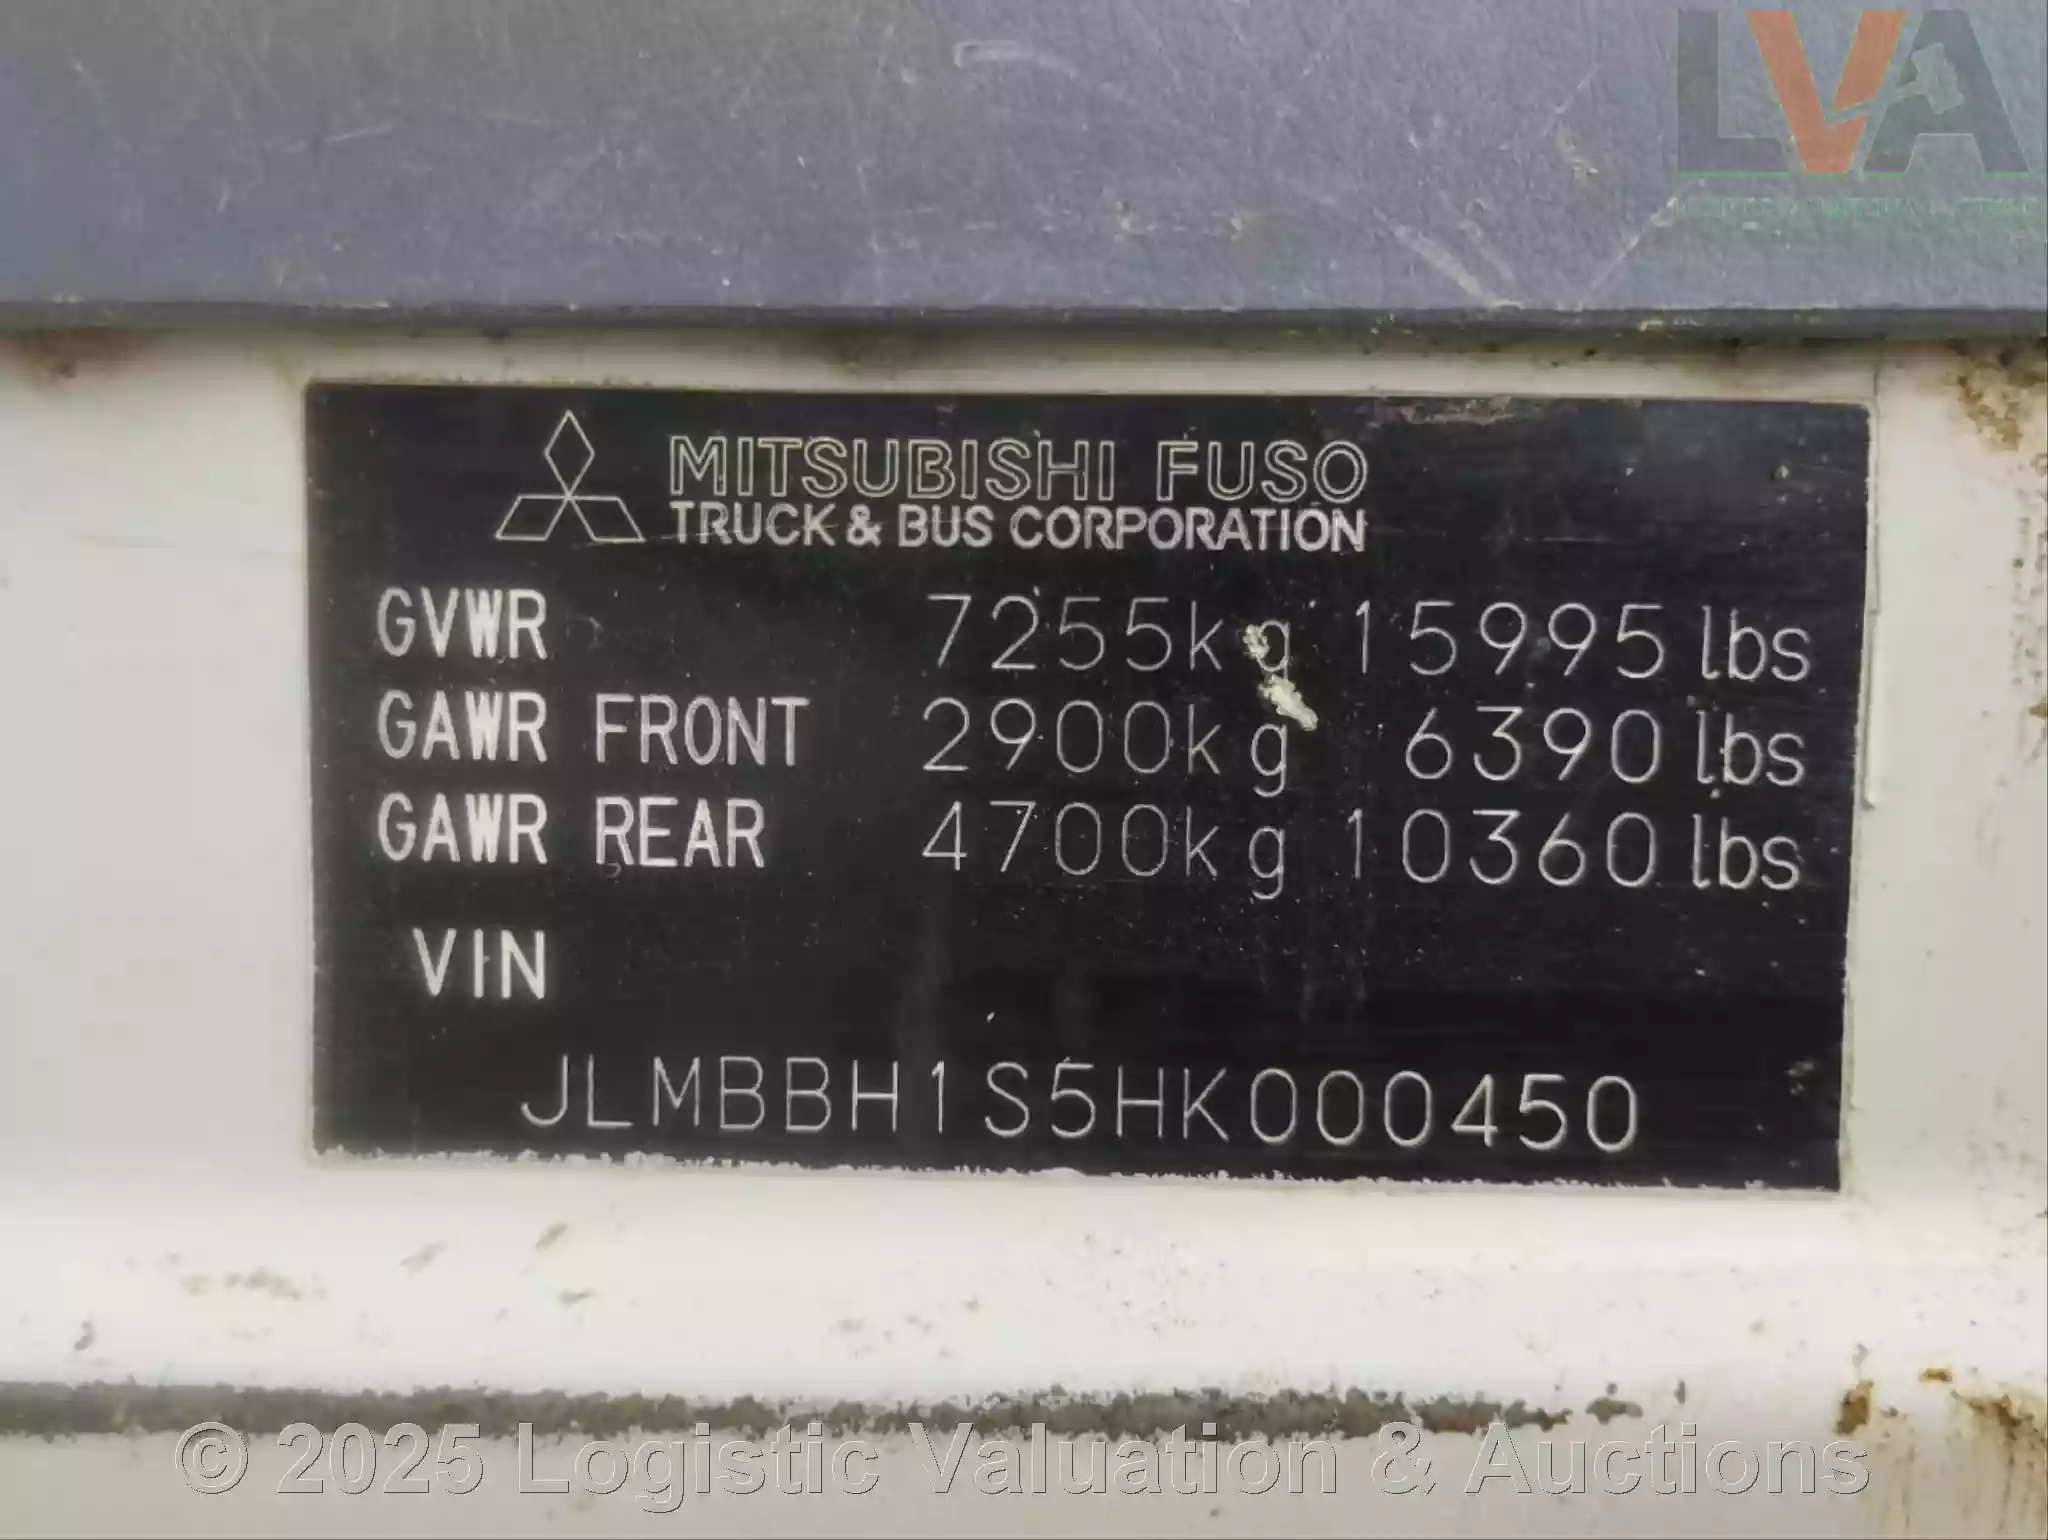 LVA
MITSUBISHI FUSO
TRUCK & BUS CORPORATION
GVWR 7255kg 15995 lbs
GAWR FRONT 2900kg 6390 lbs
GAWR REAR 4700kg 10360 lbs
VIN
JLMBBH1S5HK000450
© 2025 Logistic Valuation & Auctions